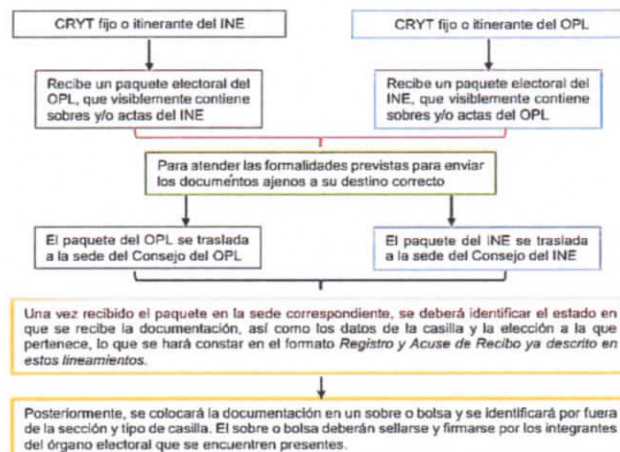 CRYT fijo o itinerante del INE
CRYT fijo o itinerante del OPL
Recibe un paquete electoral del
OPL, que visiblemente contiene
sobres y/o actas del INE
Recibe un paquete electoral del
INE, que visiblemente contiene
sobres y/o actas del OPL
Para atender las formalidades previstas para enviar
los documentos ajenos a su destino correcto
El paquete del OPL se traslada
a la sede del Consejo del OPL
El paquete del INE se traslada
a la sede del Consejo del INE
Una vez recibido el paquete en la sede correspondiente, se deberá identificar el estado en
que se recibe la documentación, así como los datos de la casilla y la elección a la que
pertenece, lo que se hará constar en el formato Registro y Acuse de Recibo ya descrito en
estos lineamientos.
Posteriormente, se colocará la documentación en un sobre o bolsa y se identificará por fuera
de la sección y tipo de casilla. El sobre o bolsa deberán sellarse y firmarse por los integrantes
del órgano electoral que se encuentren presentes.